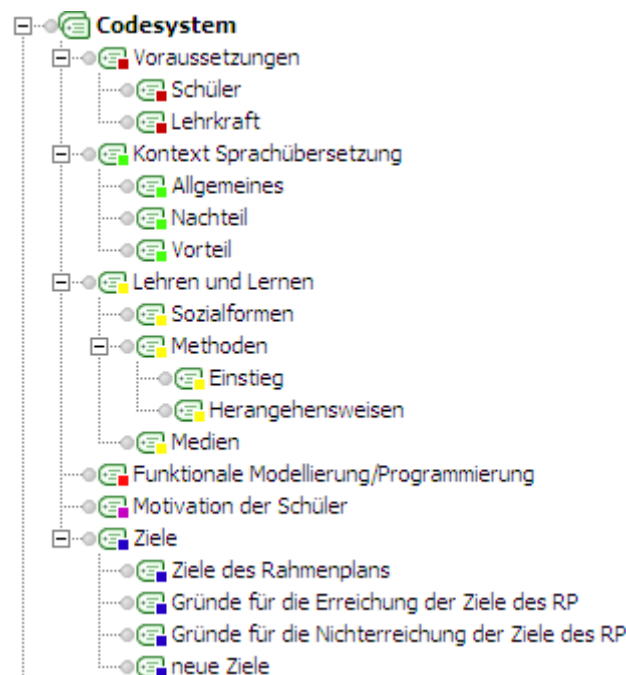 Codesystem
Voraussetzungen
Schüler
Lehrkraft
Kontext Sprachübersetzung
Allgemeines
Nachteil
Vorteil
Lehren und Lernen
Sozialformen
Methoden
Einstieg
Herangehensweisen
Medien
Funktionale Modellierung/Programmierung
Motivation der Schüler
Ziele
Ziele des Rahmenplans
Gründe für die Erreichung der Ziele des RP
Gründe für die Nichterreichung der Ziele des RP
neue Ziele